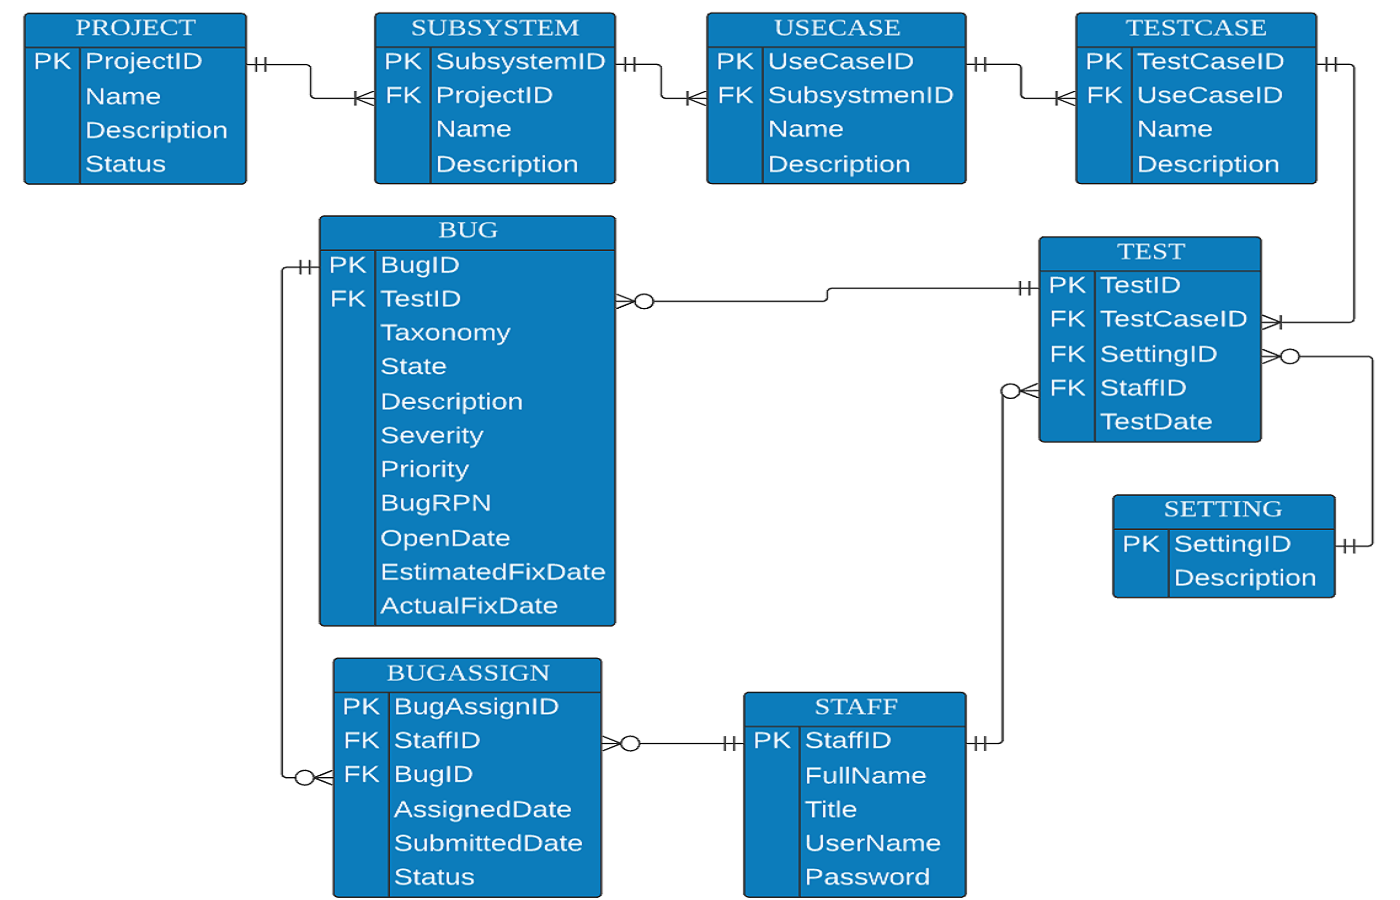 PROJECT
PK ProjectID
Name
Description
Status
SUBSYSTEM
PK SubsystemID
FK ProjectID
Name
Description
USECASE
PK UseCaseID
FK SubsystmenID
Name
Description
TESTCASE
PK TestCaseID
FK UseCaseID
Name
Description
BUG
PK BugID
FK TestID
Taxonomy
State
Description
Severity
Priority
BugRPN
OpenDate
EstimatedFixDate
ActualFixDate
TEST
PK TestID
FK TestCaseID
FK SettingID
FK StaffID
TestDate
SETTING
PK SettingID
Description
BUGASSIGN
PK BugAssignID
FK StaffID
FK BugID
AssignedDate
SubmittedDate
Status
STAFF
PK StaffID
FullName
Title
UserName
Password